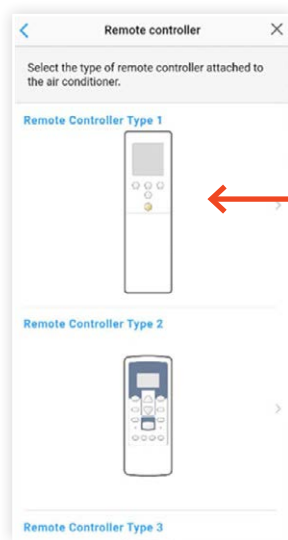 Remote controller
Select the type of remote controller attached to
the air conditioner.
Remote Controller Type 1
Remote Controller Type 2
Remote Controller Type 3